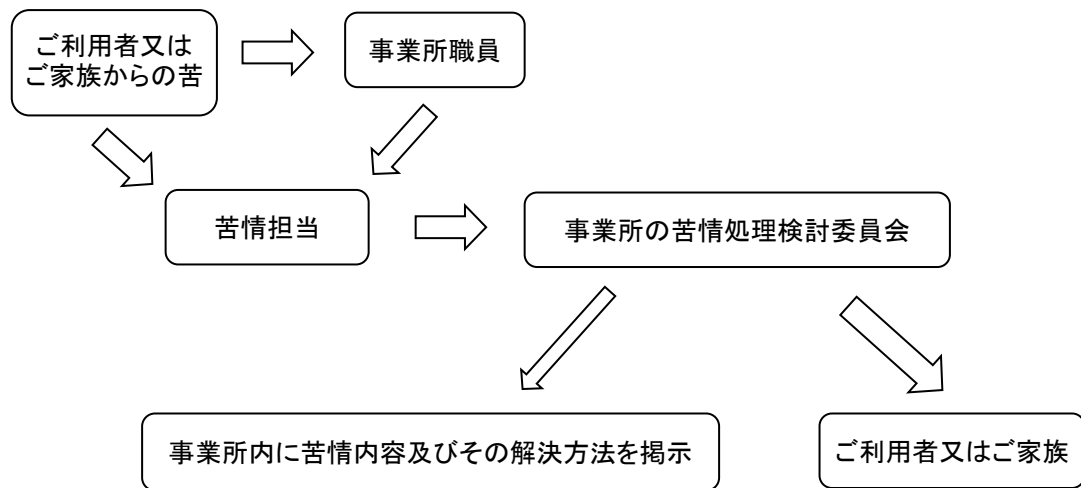 ご利用者又は
ご家族からの苦
事業所職員
苦情担当
事業所の苦情処理検討委員会
事業所内に苦情内容及びその解決方法を掲示
ご利用者又はご家族